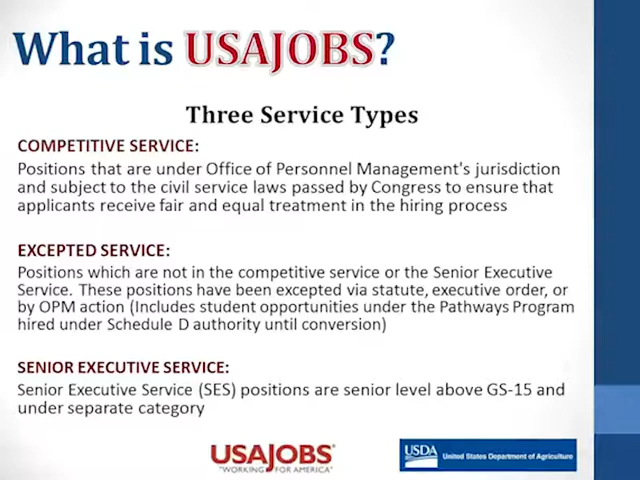 What is USAJOBS?
Three Service Types
COMPETITIVE SERVICE:
Positions that are under Office of Personnel Management's jurisdiction
and subject to the civil service laws passed by Congress to ensure that
applicants receive fair and equal treatment in the hiring process
EXCEPTED SERVICE:
Positions which are not in the competitive service or the Senior Executive
Service. These positions have been excepted via statute, executive order, or
by OPM action (Includes student opportunities under the Pathways Program
hired under Schedule D authority until conversion)
SENIOR EXECUTIVE SERVICE:
Senior Executive Service (SES) positions are senior level above GS-15 and
under separate category
USAJOBS®
"WORKING FOR AMERICA"
USDA United States Department of Agriculture